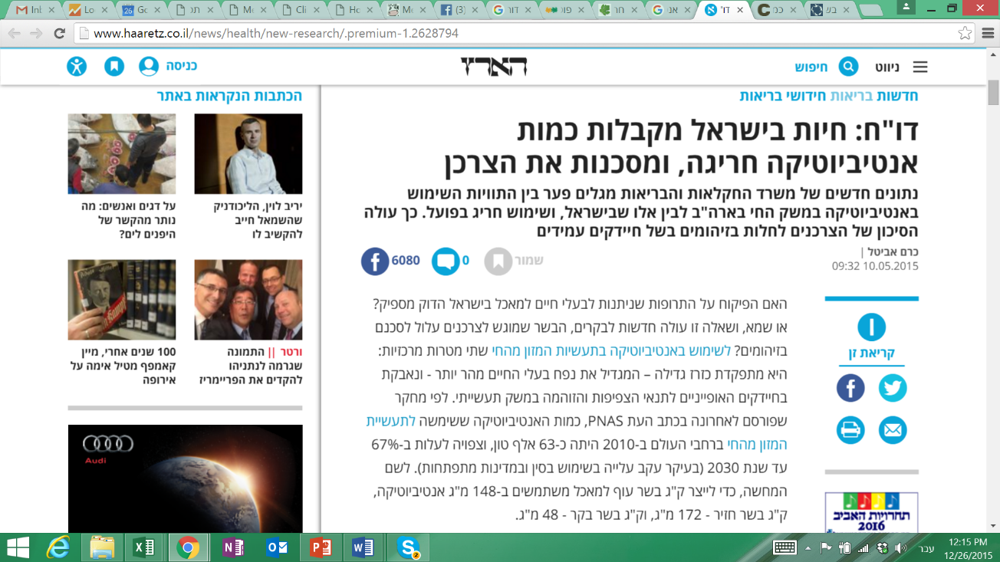 Inb
Lo
Go
תכ
Me
Cli
Ho
Me
(3)
דור
פופ
חר
אנו
דו"
כמ
בש
www.haaretz.co.il/news/health/new-research/.premium-1.2628794
ניווט
חיפוש
הארץ
כניסה
חדשות בריאות חידושי בריאות
דו"ח: חיות בישראל מקבלות כמות
אנטיביוטיקה חריגה, ומסכנות את הצרכן
נתונים חדשים של משרד החקלאות והבריאות מגלים פער בין התוויות השימוש
באנטיביוטיקה במשק החי בארה"ב לבין אלו שבישראל, ושימוש חריג בפועל. כך עולה
הסיכון של הצרכנים לחלות בזיהומים בשל חיידקים עמידים
כרם אביטל |
09:32 10.05.2015
שמור
0
6080
קריאת זן
האם הפיקוח על התרופות שניתנות לבעלי חיים למאכל בישראל הדוק מספיק?
או שמא, ושאלה זו עולה חדשות לבקרים, הבשר שמוגש לצרכנים עלול לסכנם
בזיהומים? לשימוש באנטיביוטיקה בתעשיות המזון מהחי שתי מטרות מרכזיות:
היא מתפקדת כזרז גדילה – המגדיל את נפח בעלי החיים מהר יותר - ונאבקת
בחיידקים האופייניים לתנאי הצפיפות והזוהמה במשק תעשייתי. לפי מחקר
שפורסם לאחרונה בכתב העת PNAS, כמות האנטיביוטיקה ששימשה לתעשיית
המזון מהחי ברחבי העולם ב-2010 היתה כ-63 אלף טון, וצפויה לעלות ב-67%
עד שנת 2030 (בעיקר עקב עלייה בשימוש בסין ובמדינות מתפתחות). לשם
המחשה, כדי לייצר ק"ג בשר עוף למאכל משתמשים ב-148 מ"ג אנטיביוטיקה,
ק"ג בשר חזיר - 172 מ"ג, וק"ג בשר בקר - 48 מ"ג.
תחרויות האביב
2016
הכתבות הנקראות באתר
יריב לוין, הליכודניק
שהשמאל חייב
להקשיב לו
על דגים ואנשים: מה
נותר מהקשר של
היפנים לים?
ורטר || התמונה
שגרמה לנתניהו
להקדים את הפריימריז
100 שנים אחרי, מיין
קאמפף מטיל אימה על
אירופה
Audi
עבר
12:15 PM
12/26/2015